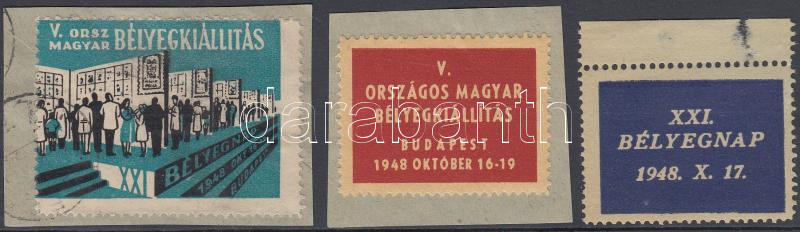 V. ORSZ
MAGYAR BÉLYEGKIÁLLÍTÁS
XXI BÉLYEGNAP
1948 OKT.
BUDAPEST
V.
ORSZÁGOS MAGYAR
BÉLYEGKIÁLLÍTÁS
BUDAPEST
1948 OKTÓBER 16-19
XXI.
BÉLYEGNAP
1948. X. 17.
darabanth